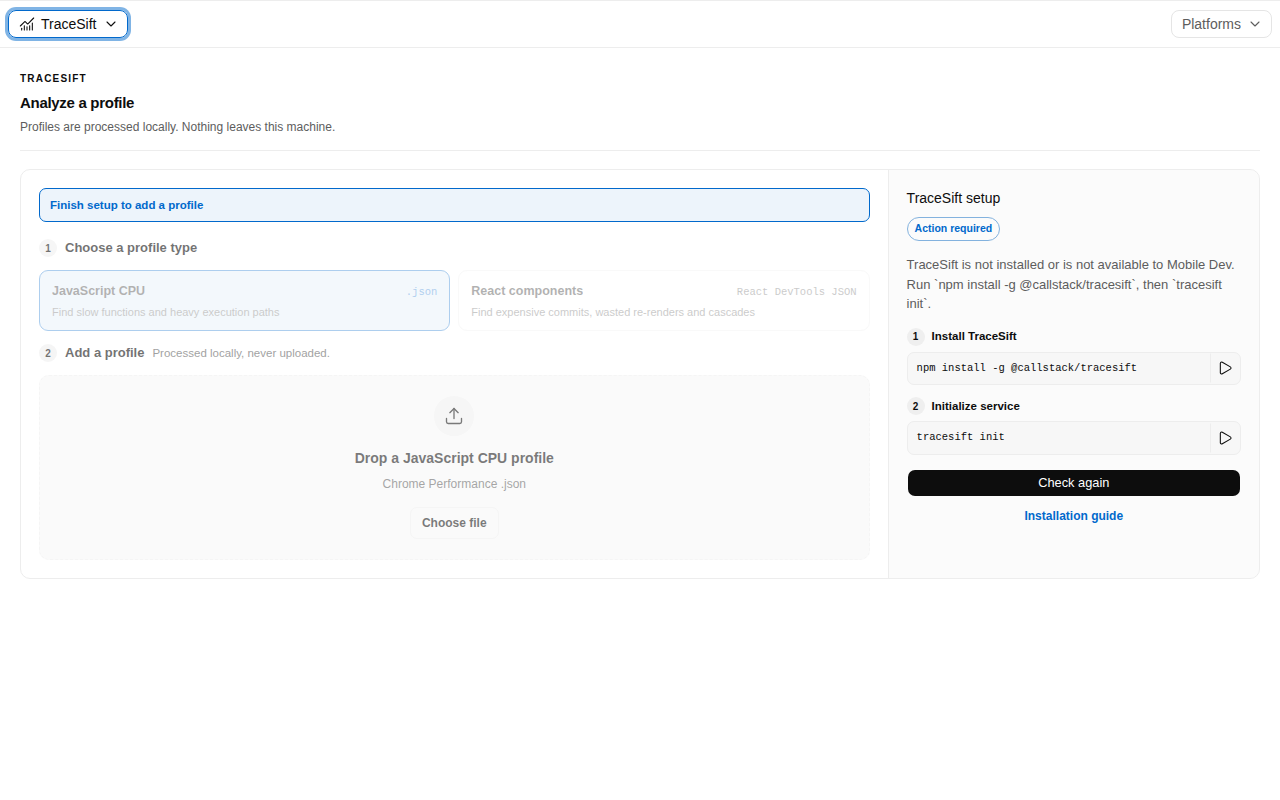 TraceSift
Platforms
TRACESIFT
Analyze a profile
Profiles are processed locally. Nothing leaves this machine.
Finish setup to add a profile
1 Choose a profile type
JavaScript CPU .json
Find slow functions and heavy execution paths
React components React DevTools JSON
Find expensive commits, wasted re-renders and cascades
2 Add a profile Processed locally, never uploaded.
Drop a JavaScript CPU profile
Chrome Performance .json
Choose file
TraceSift setup
Action required
TraceSift is not installed or is not available to Mobile Dev.
Run `npm install -g @callstack/tracesift`, then `tracesift
init`.
1 Install TraceSift
npm install -g @callstack/tracesift
2 Initialize service
tracesift init
Check again
Installation guide